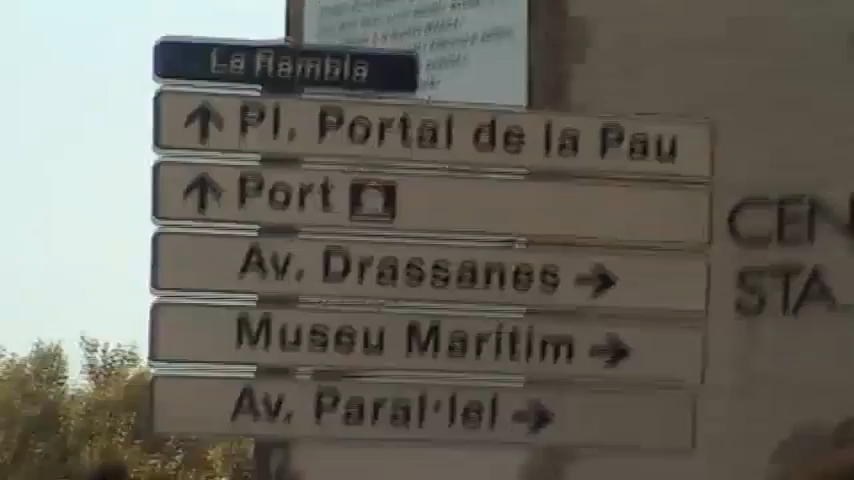 La Rambla
Pl. Portal de la Pau
Port
Av. Drassanes
Museu Marítim
Av. Paral·lel
CEN
STA